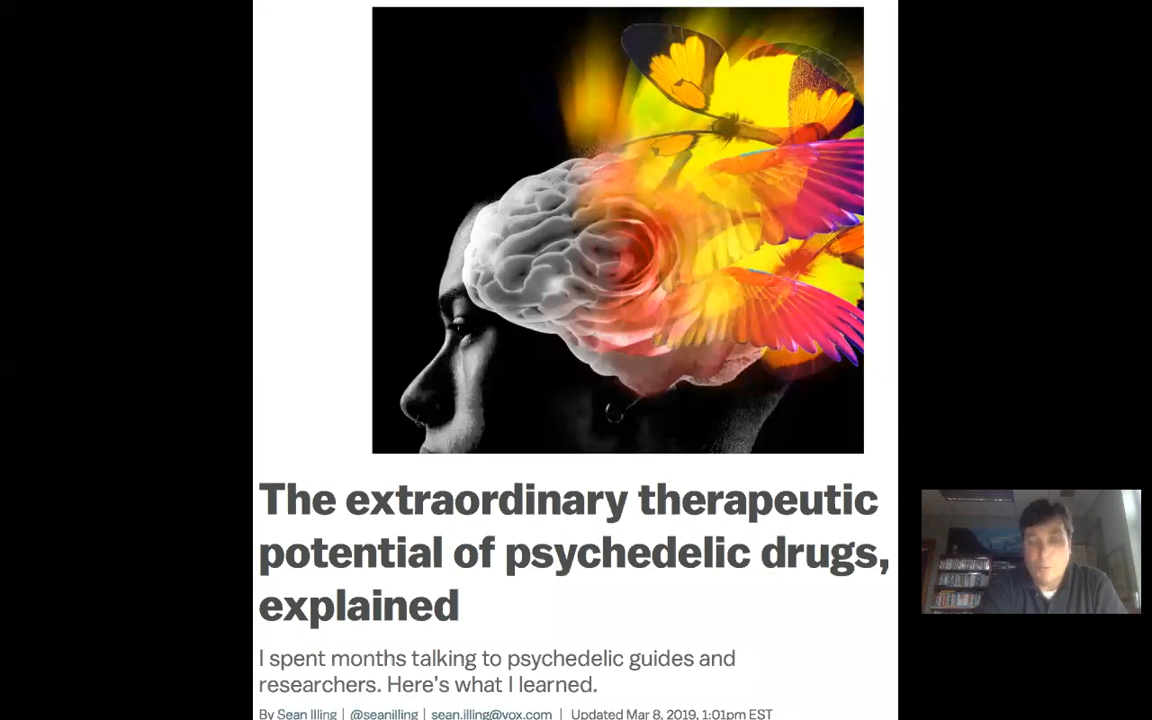 The extraordinary therapeutic
potential of psychedelic drugs,
explained
I spent months talking to psychedelic guides and
researchers. Here's what I learned.
By Sean Illing | @seanilling | sean.illing@vox.com | Updated Mar 8, 2019, 1:01pm EST